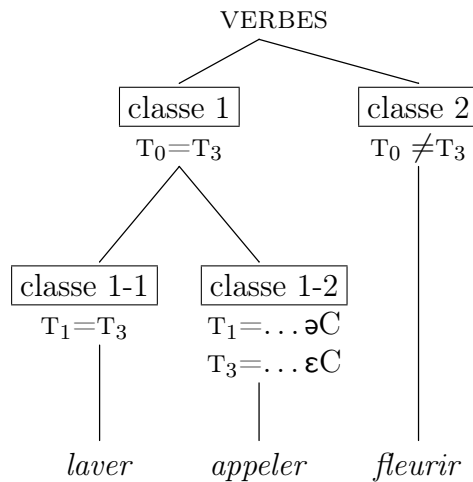 VERBES
classe 1 classe 2
T₀=T₃ T₀ ≠T₃
classe 1-1 classe 1-2
T₁=T₃ T₁=...əC
T₃=...ɛC
laver appeler fleurir